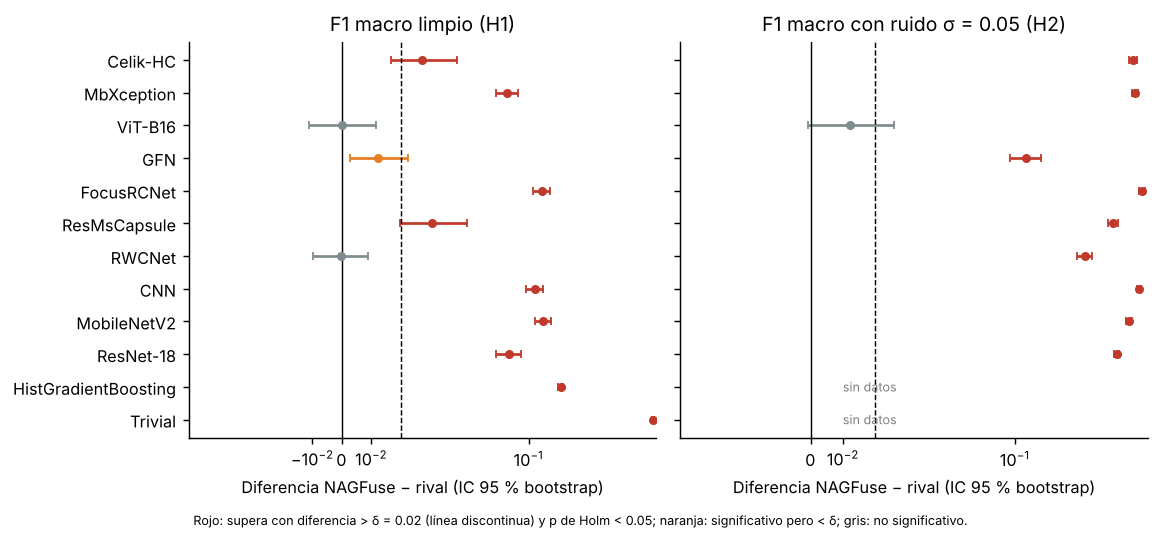 F1 macro limpio (H1)
F1 macro con ruido σ = 0.05 (H2)
Celik-HC
MbXception
ViT-B16
GFN
FocusRCNet
ResMsCapsule
RWCNet
CNN
MobileNetV2
ResNet-18
HistGradientBoosting
Trivial
sin datos
sin datos
−10⁻² 0 10⁻² 10⁻¹
0 10⁻² 10⁻¹
Diferencia NAGFuse − rival (IC 95 % bootstrap)
Diferencia NAGFuse − rival (IC 95 % bootstrap)
Rojo: supera con diferencia > δ = 0.02 (línea discontinua) y p de Holm < 0.05; naranja: significativo pero < δ; gris: no significativo.